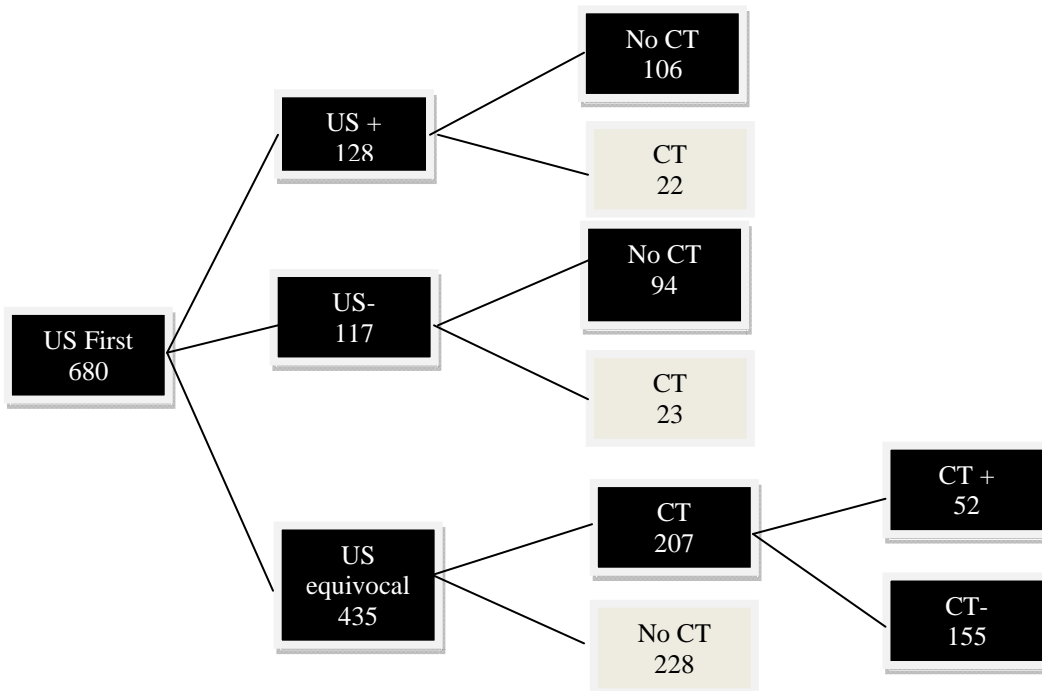 US First
680
US +
128
No CT
106
CT
22
US-
117
No CT
94
CT
23
US
equivocal
435
CT
207
CT +
52
CT-
155
No CT
228